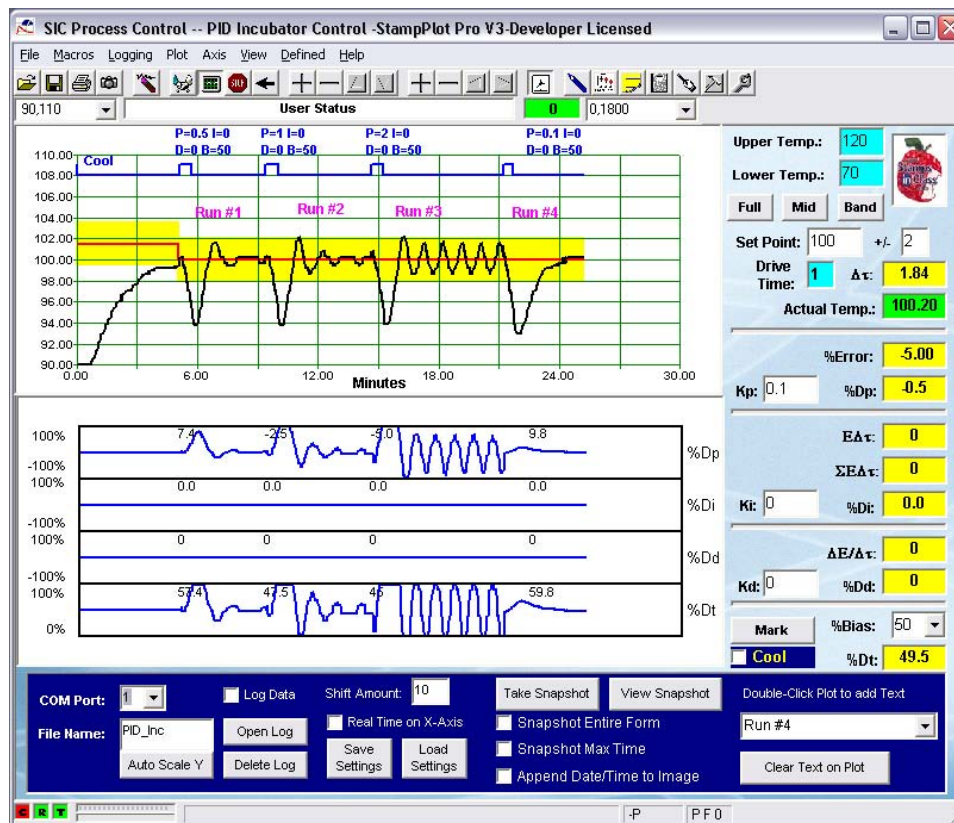 SIC Process Control -- PID Incubator Control -StampPlot Pro V3-Developer Licensed
File Macros Logging Plot Axis View Defined Help
90,110 User Status 0 0,1800
P=0.5 I=0 P=1 I=0 P=2 I=0 P=0.1 I=0
D=0 B=50 D=0 B=50 D=0 B=50 D=0 B=50
110.00 Cool
108.00
106.00
104.00 Run #1 Run #2 Run #3 Run #4
102.00
100.00
98.00
96.00
94.00
92.00
90.00
0.00 6.00 12.00 18.00 24.00 30.00
Minutes
Upper Temp.: 120
Lower Temp.: 70
Stamps in Class
Full Mid Band
Set Point: 100 +/- 2
Drive Time: 1 Δτ: 1.84
Actual Temp.: 100.20
%Error: -5.00
Kp: 0.1 %Dp: -0.5
EΔτ: 0
ΣEΔτ: 0
Ki: 0 %Di: 0.0
ΔE/Δτ: 0
Kd: 0 %Dd: 0
Mark %Bias: 50
Cool %Dt: 49.5
100% 7.4 -2.5 -5.0 9.8
-100% %Dp
100% 0.0 0.0 0.0 0.0
-100% %Di
100% 0 0 0 0
-100% %Dd
100% 57.4 47.5 45 59.8
0% %Dt
COM Port: 1 Log Data Shift Amount: 10 Take Snapshot View Snapshot Double-Click Plot to add Text
File Name: PID_Inc Open Log Real Time on X-Axis Snapshot Entire Form Run #4
Auto Scale Y Delete Log Save Settings Load Settings Snapshot Max Time Clear Text on Plot
Append Date/Time to Image
C R T -P P F 0